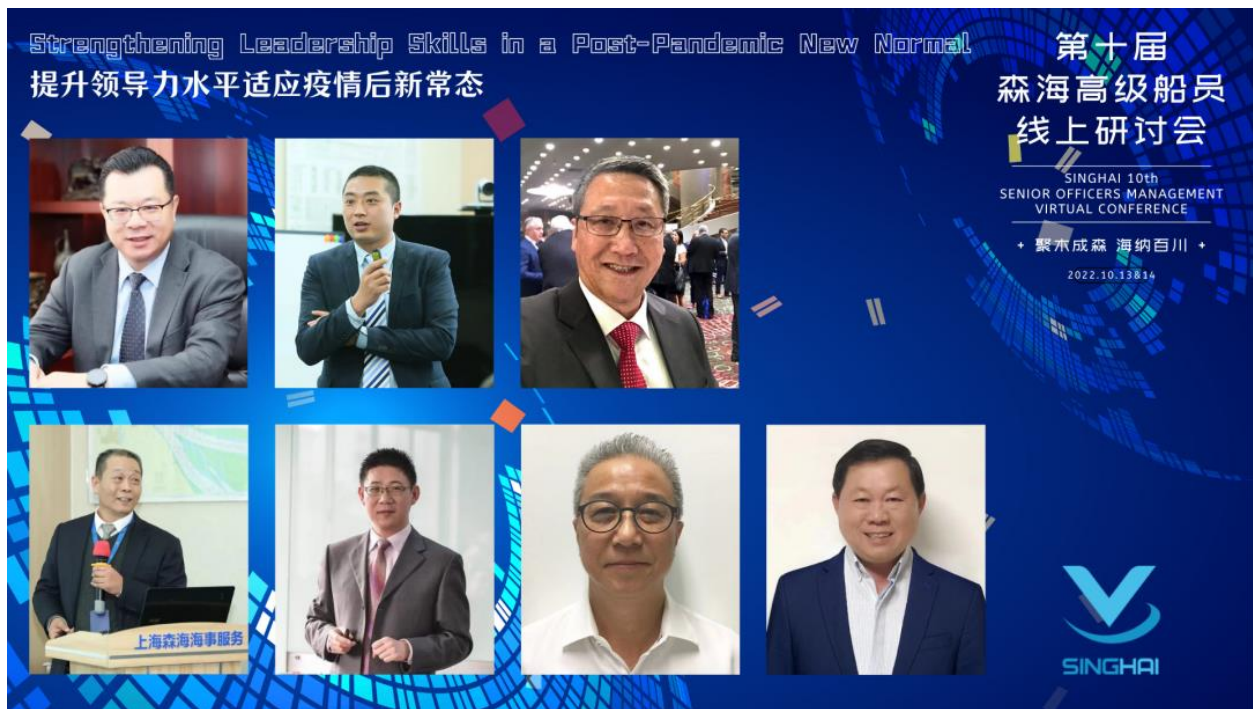 Strengthening Leadership Skills in a Post-Pandemic New Normal
提升领导力水平适应疫情后新常态
第十届
森海高级船员
线上研讨会
SINGHAI 10th
SENIOR OFFICERS MANAGEMENT
VIRTUAL CONFERENCE
+ 聚木成森 海纳百川 +
2022.10.13&14
上海森海海事服务
SINGHAI